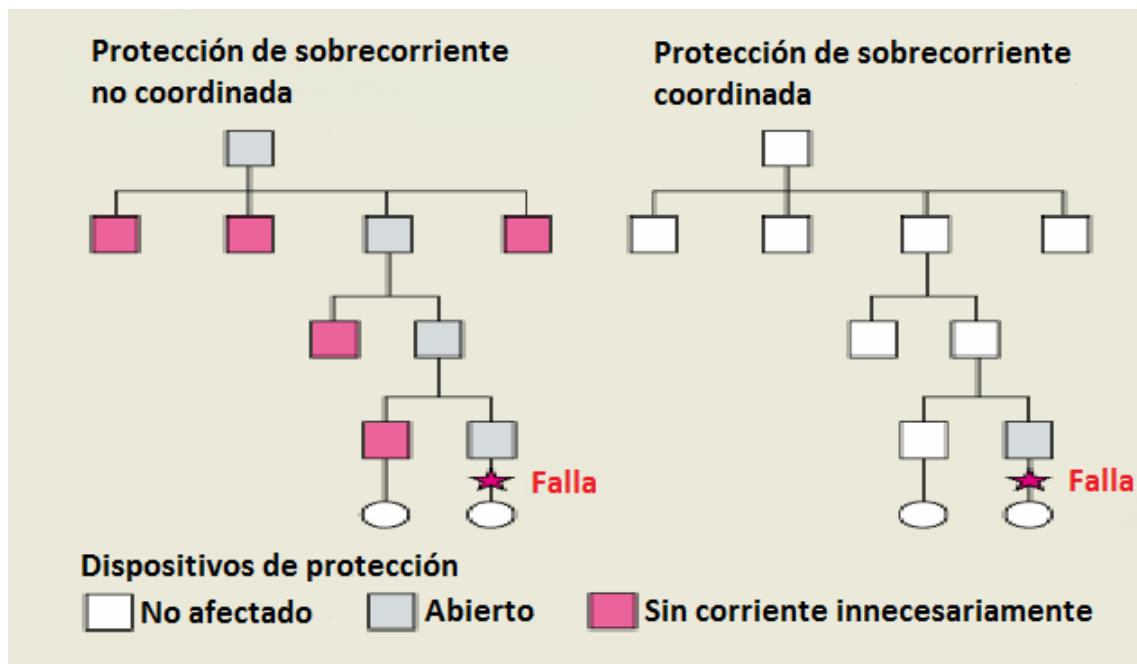 Protección de sobrecorriente
no coordinada
Protección de sobrecorriente
coordinada
Falla
Falla
Dispositivos de protección
No afectado
Abierto
Sin corriente innecesariamente